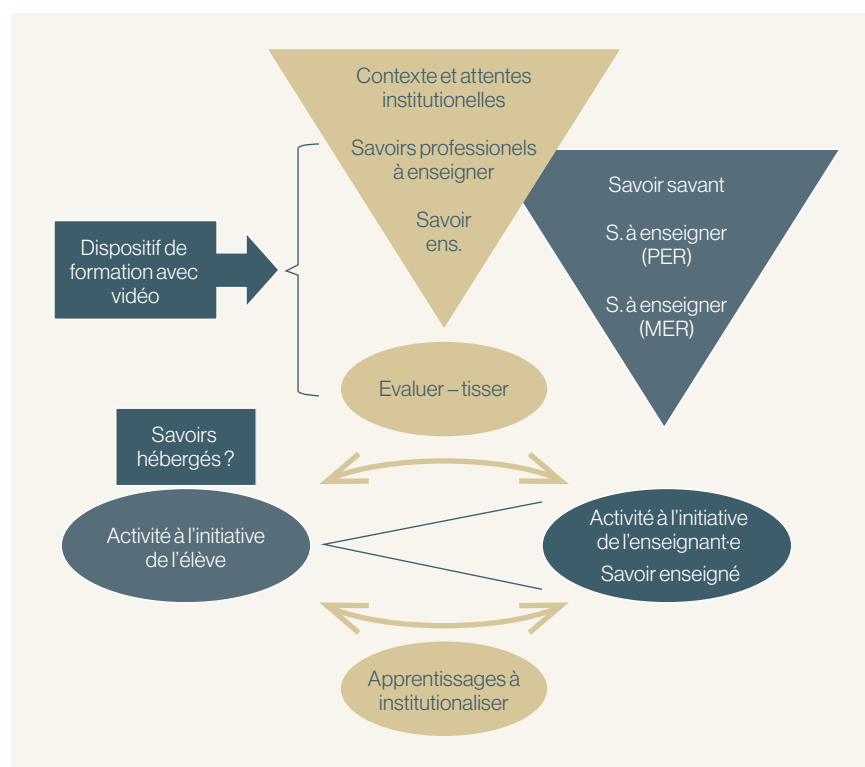 Contexte et attentes
institutionelles
Savoirs professionels
à enseigner
Savoir
ens.
Savoir savant
S. à enseigner
(PER)
S. à enseigner
(MER)
Dispositif de
formation avec
vidéo
Evaluer – tisser
Savoirs
hébergés ?
Activité à l’initiative
de l’élève
Activité à l’initiative
de l’enseignant·e
Savoir enseigné
Apprentissages à
institutionaliser